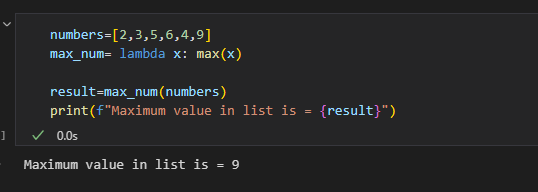 numbers=[2,3,5,6,4,9]
max_num= lambda x: max(x)
result=max_num(numbers)
print(f"Maximum value in list is = {result}")
]
0.0s
Maximum value in list is = 9